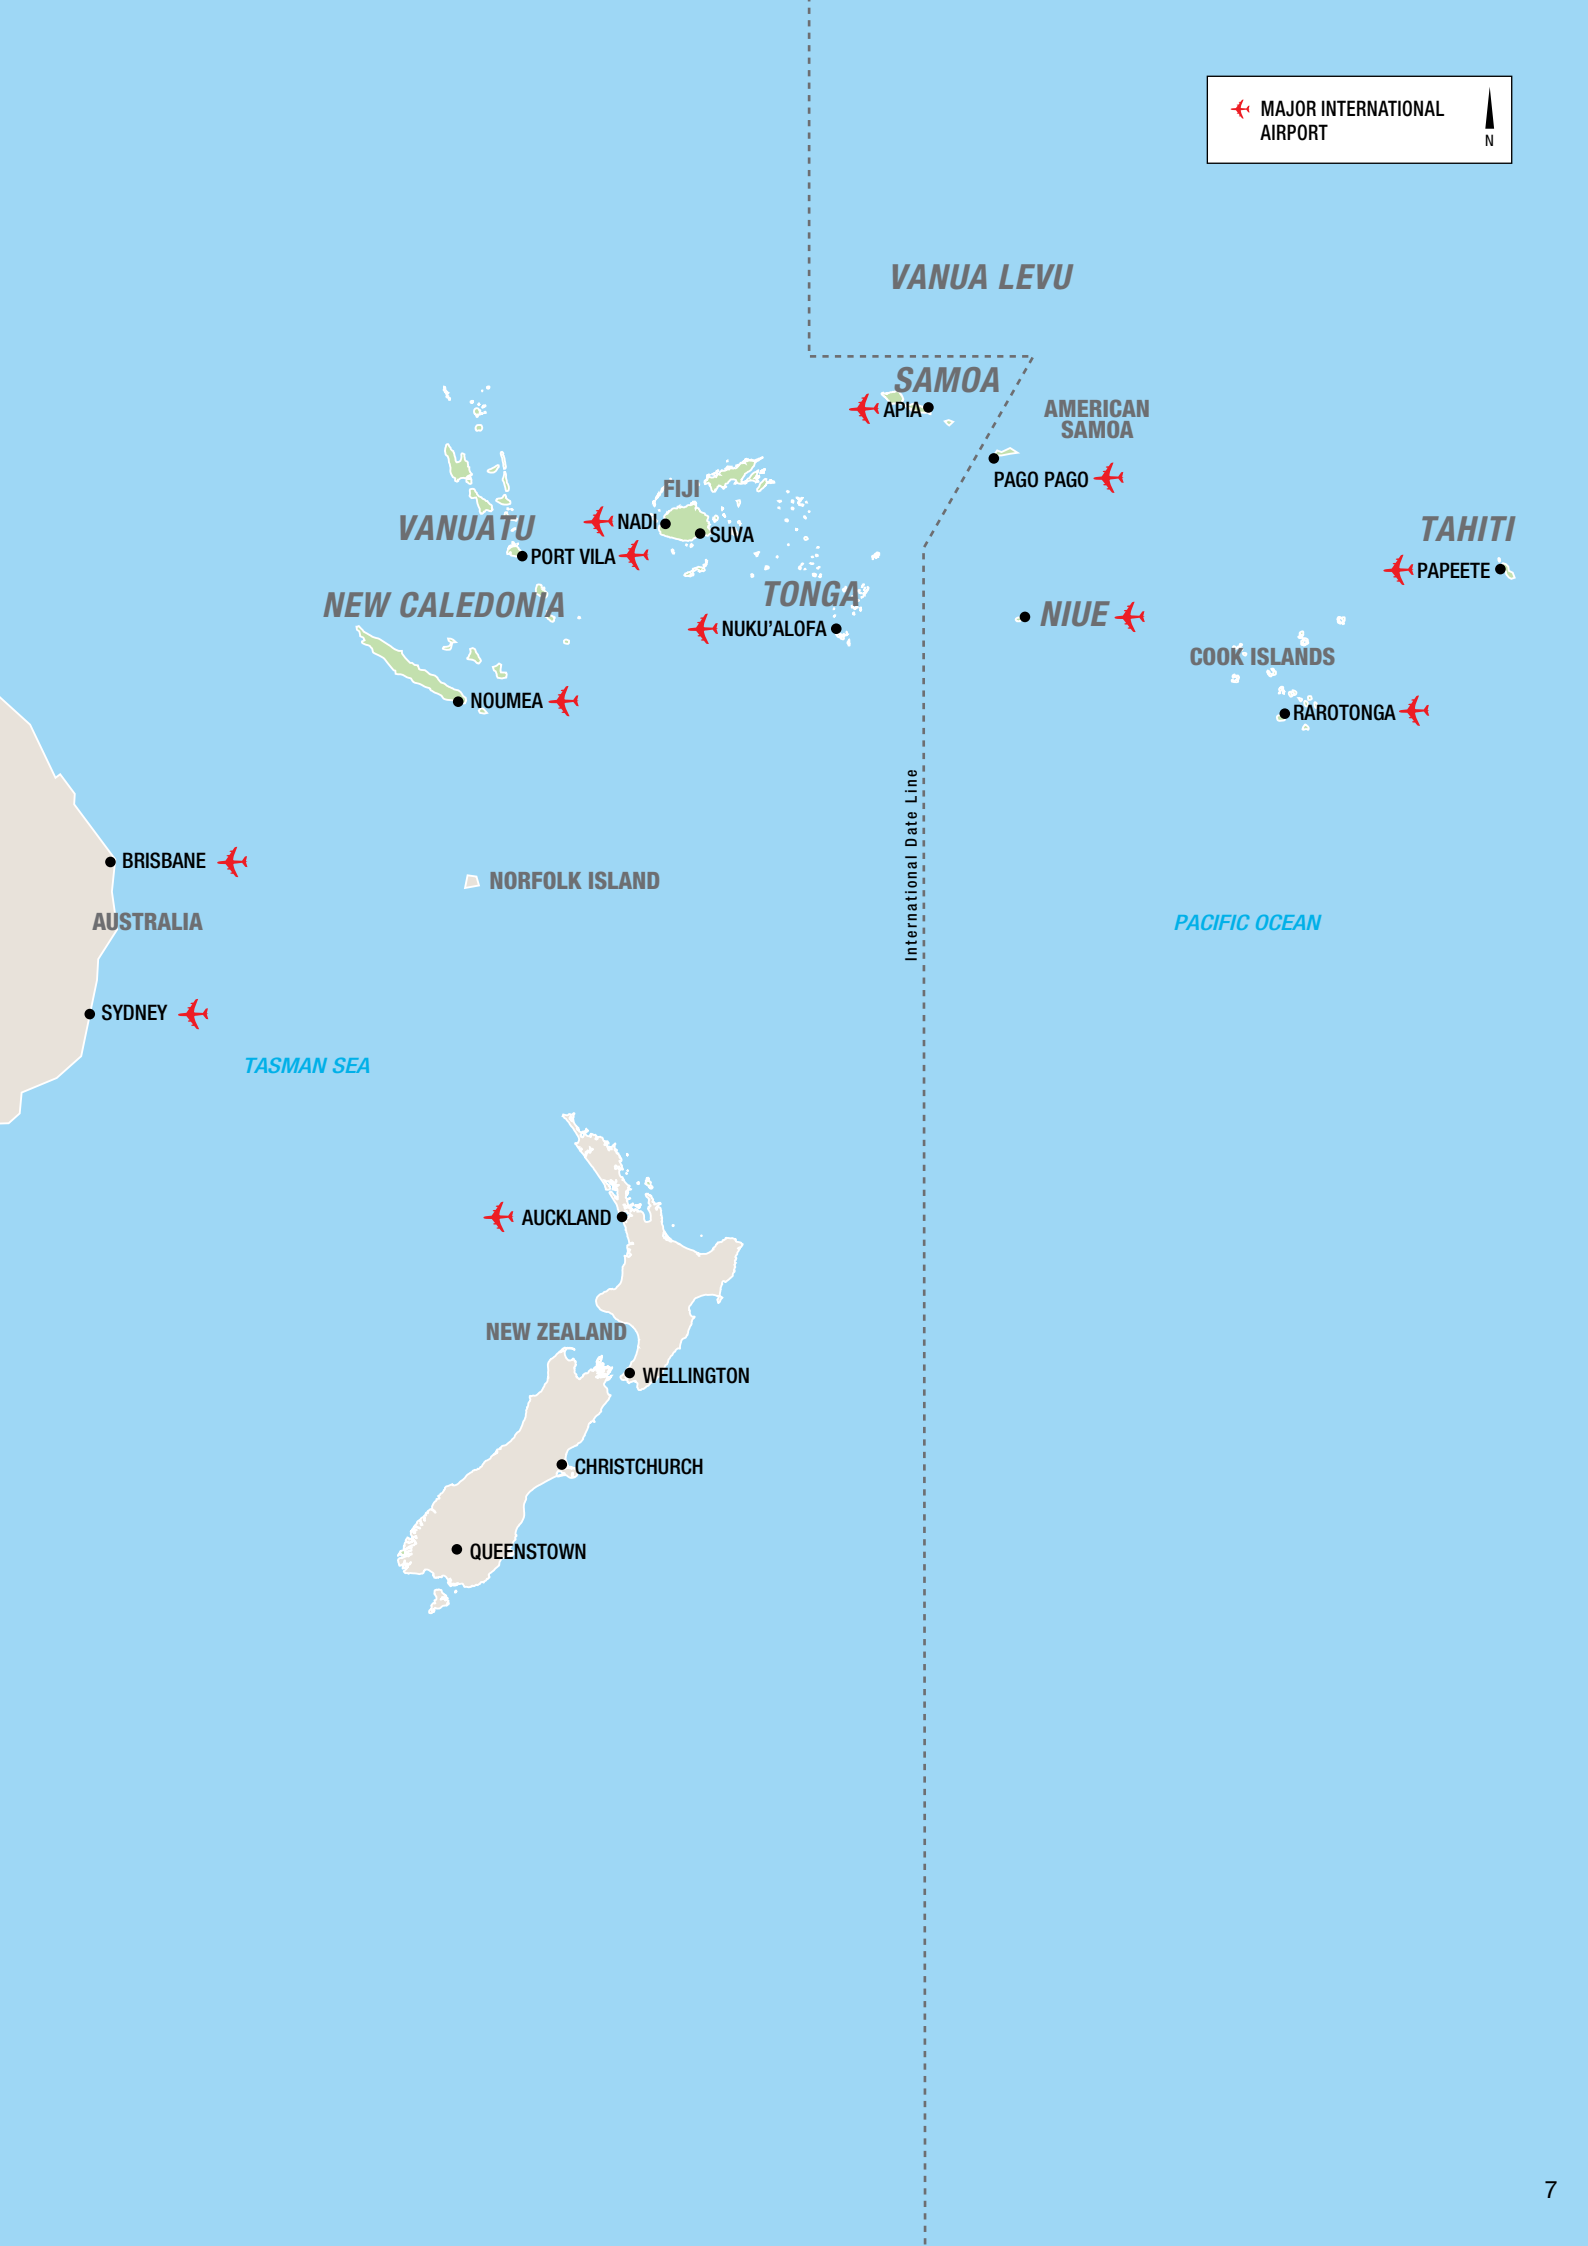 MAJOR INTERNATIONAL
AIRPORT
N
VANUA LEVU
SAMOA
APIA
AMERICAN
SAMOA
PAGO PAGO
FIJI
NADI
SUVA
VANUATU
PORT VILA
TAHITI
PAPEETE
NEW CALEDONIA
TONGA
NUKU’ALOFA
NIUE
COOK ISLANDS
NOUMEA
RAROTONGA
International Date Line
BRISBANE
NORFOLK ISLAND
AUSTRALIA
PACIFIC OCEAN
SYDNEY
TASMAN SEA
AUCKLAND
NEW ZEALAND
WELLINGTON
CHRISTCHURCH
QUEENSTOWN
7